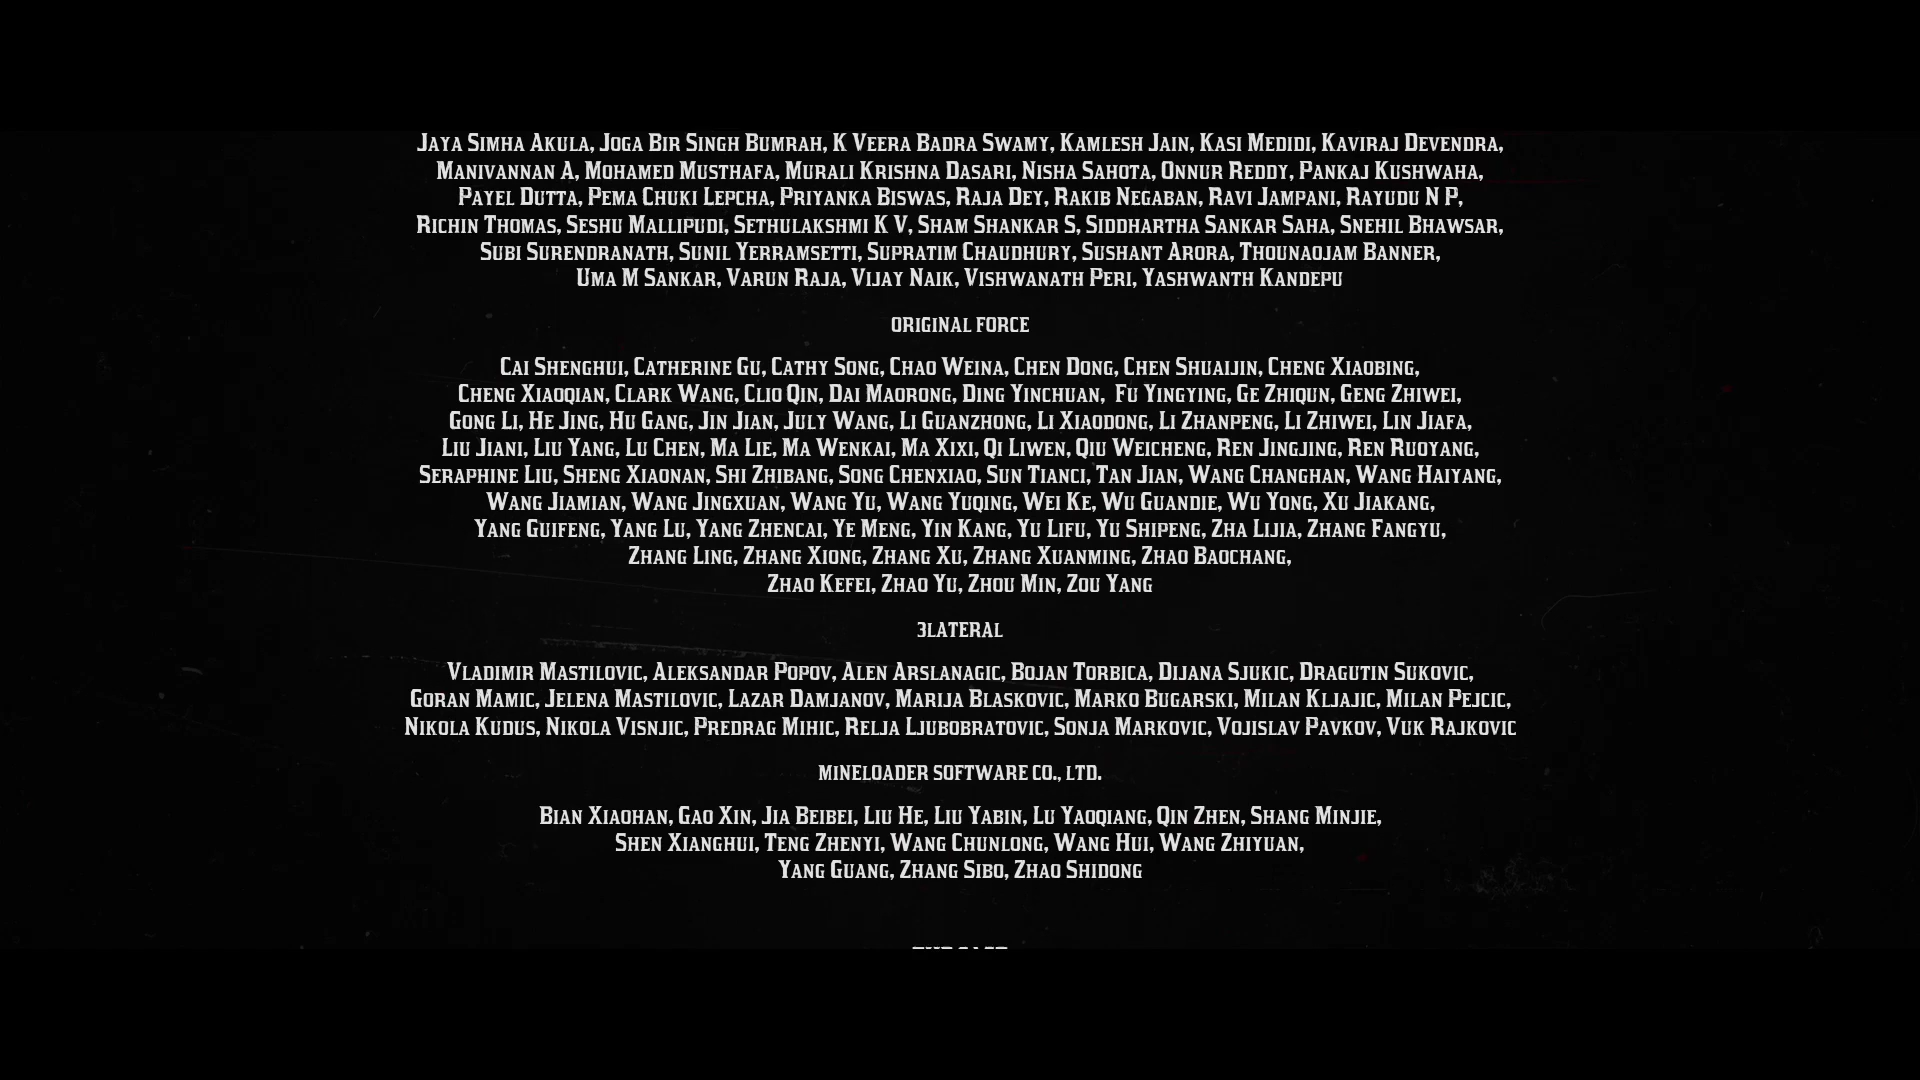 Jaya Simha Akula, Joga Bir Singh Bumrah, K Veera Badra Swamy, Kamlesh Jain, Kasi Medidi, Kaviraj Devendra,
Manivannan A, Mohamed Musthafa, Murali Krishna Dasari, Nisha Sahota, Onnur Reddy, Pankaj Kushwaha,
Payel Dutta, Pema Chuki Lepcha, Priyanka Biswas, Raja Dey, Rakib Negaban, Ravi Jampani, Rayudu N P,
Richin Thomas, Seshu Mallipudi, Sethulakshmi K V, Sham Shankar S, Siddhartha Sankar Saha, Snehil Bhawsar,
Subi Surendranath, Sunil Yerramsetti, Supratim Chaudhury, Sushant Arora, Thounaojam Banner,
Uma M Sankar, Varun Raja, Vijay Naik, Vishwanath Peri, Yashwanth Kandepu
ORIGINAL FORCE
Cai Shenghui, Catherine Gu, Cathy Song, Chao Weina, Chen Dong, Chen Shuaijin, Cheng Xiaobing,
Cheng Xiaoqian, Clark Wang, Clio Qin, Dai Maorong, Ding Yinchuan, Fu Yingying, Ge Zhiqun, Geng Zhiwei,
Gong Li, He Jing, Hu Gang, Jin Jian, July Wang, Li Guanzhong, Li Xiaodong, Li Zhanpeng, Li Zhiwei, Lin Jiafa,
Liu Jiani, Liu Yang, Lu Chen, Ma Lie, Ma Wenkai, Ma Xixi, Qi Liwen, Qiu Weicheng, Ren Jingjing, Ren Ruoyang,
Seraphine Liu, Sheng Xiaonan, Shi Zhibang, Song Chenxiao, Sun Tianci, Tan Jian, Wang Changhan, Wang Haiyang,
Wang Jiamian, Wang Jingxuan, Wang Yu, Wang Yuqing, Wei Ke, Wu Guandie, Wu Yong, Xu Jiakang,
Yang Guifeng, Yang Lu, Yang Zhencai, Ye Meng, Yin Kang, Yu Lifu, Yu Shipeng, Zha Lijia, Zhang Fangyu,
Zhang Ling, Zhang Xiong, Zhang Xu, Zhang Xuanming, Zhao Baochang,
Zhao Kefei, Zhao Yu, Zhou Min, Zou Yang
3LATERAL
Vladimir Mastilovic, Aleksandar Popov, Alen Arslanagic, Bojan Torbica, Dijana Sjukic, Dragutin Sukovic,
Goran Mamic, Jelena Mastilovic, Lazar Damjanov, Marija Blaskovic, Marko Bugarski, Milan Kljajic, Milan Pejcic,
Nikola Kudus, Nikola Visnjic, Predrag Mihic, Relja Ljubobratovic, Sonja Markovic, Vojislav Pavkov, Vuk Rajkovic
MINELOADER SOFTWARE CO., LTD.
Bian Xiaohan, Gao Xin, Jia Beibei, Liu He, Liu Yabin, Lu Yaoqiang, Qin Zhen, Shang Minjie,
Shen Xianghui, Teng Zhenyi, Wang Chunlong, Wang Hui, Wang Zhiyuan,
Yang Guang, Zhang Sibo, Zhao Shidong